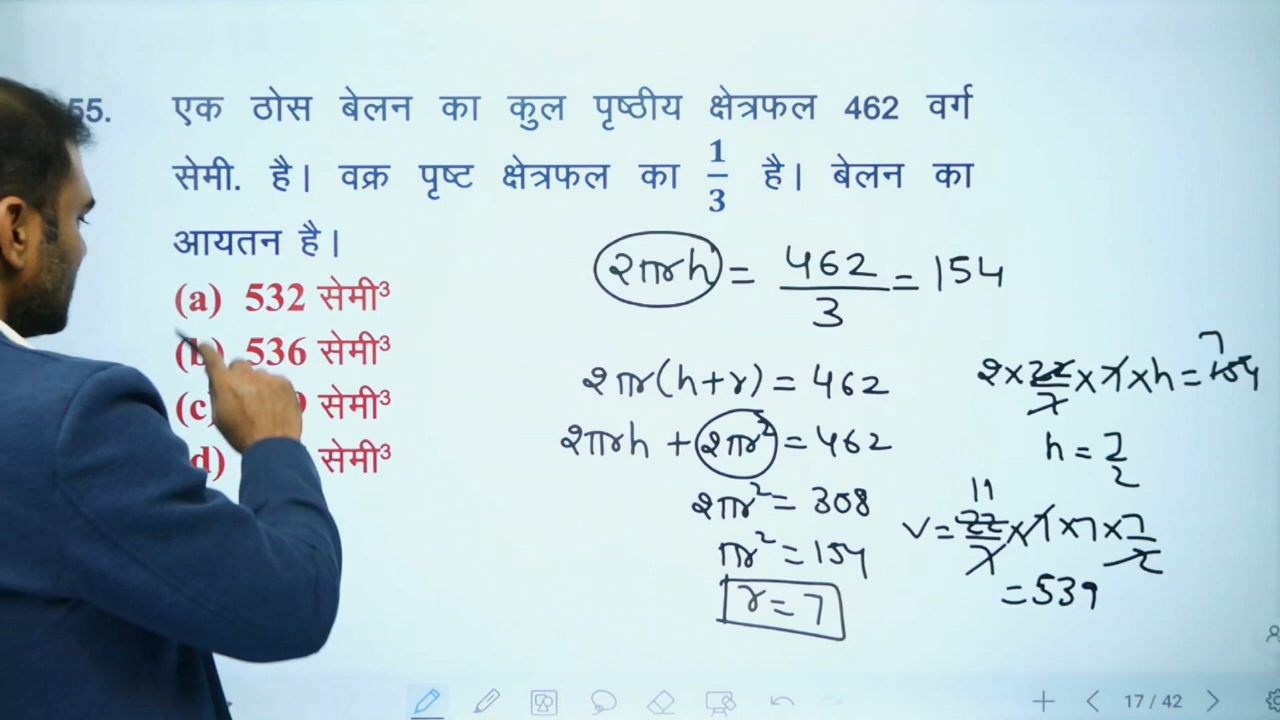 55. एक ठोस बेलन का कुल पृष्ठीय क्षेत्रफल 462 वर्ग
सेमी. है। वक्र पृष्ट क्षेत्रफल का 1/3 है। बेलन का
आयतन है।
(a) 532 सेमी³
(b) 536 सेमी³
(c) सेमी³
(d) सेमी³
2πrh = 462/3 = 154
2πr(h+r) = 462
2πrh + 2πr² = 462
2πr² = 308
πr² = 154
r = 7
2 × 22/7 × 7 × h = 154 7
h = 7/2
11
V = 22/7 × 7 × 7 × 7/2
= 539
17 / 42